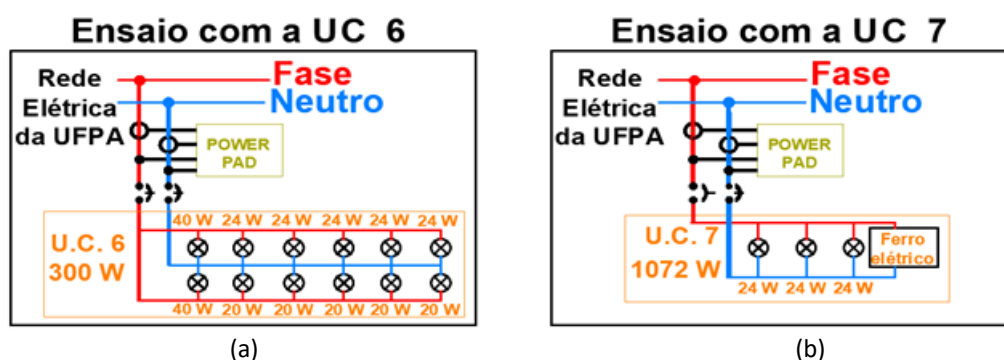 Ensaio com a UC 6
Rede
Elétrica
da UFPA
Fase
Neutro
POWER
PAD
40 W 24 W 24 W 24 W 24 W 24 W
U.C. 6
300 W
40 W 20 W 20 W 20 W 20 W 20 W
(a)
Ensaio com a UC 7
Rede
Elétrica
da UFPA
Fase
Neutro
POWER
PAD
U.C. 7
1072 W
Ferro
elétrico
24 W 24 W 24 W
(b)